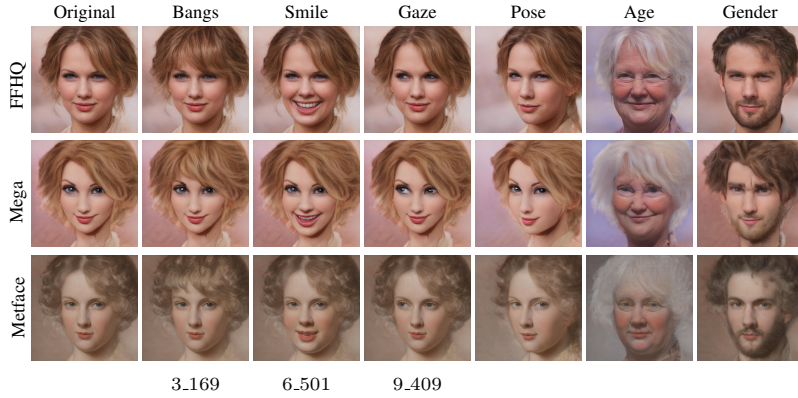 Original Bangs Smile Gaze Pose Age Gender
FFHQ
Mega
Metface
3_169 6_501 9_409